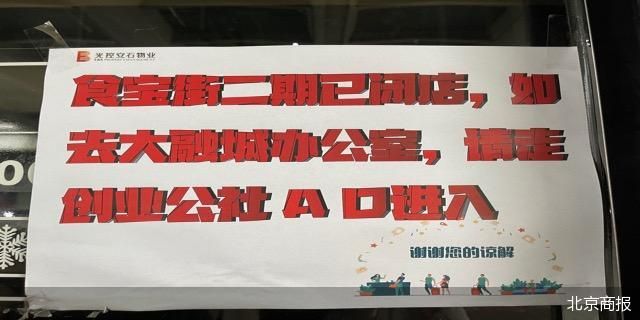 光控安石物业
食宝街二期已闭店，如
去大融城办公室，请走
创业公社 A 口进入
谢谢您的谅解
北京商报